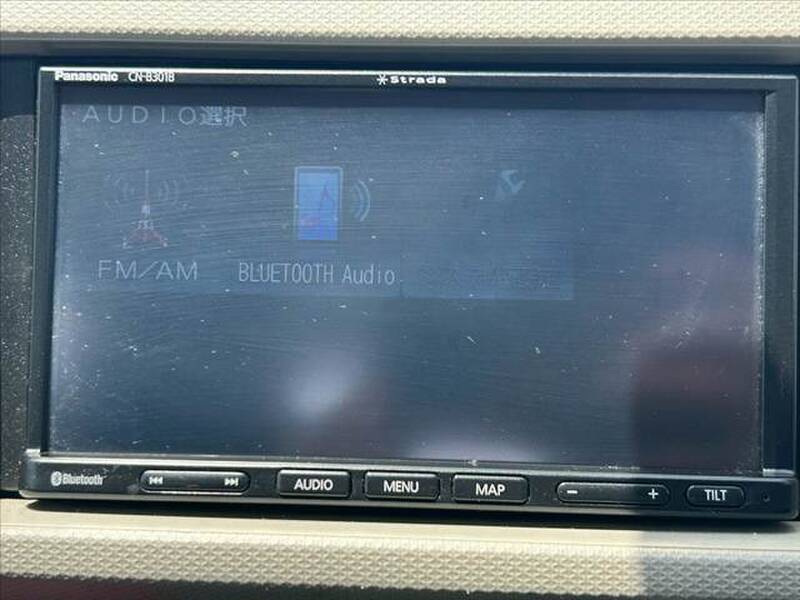 Panasonic CN-B301B
Strada
AUDIO選択
FM/AM
BLUETOOTH Audio
Bluetooth
AUDIO
MENU
MAP
− +
TILT